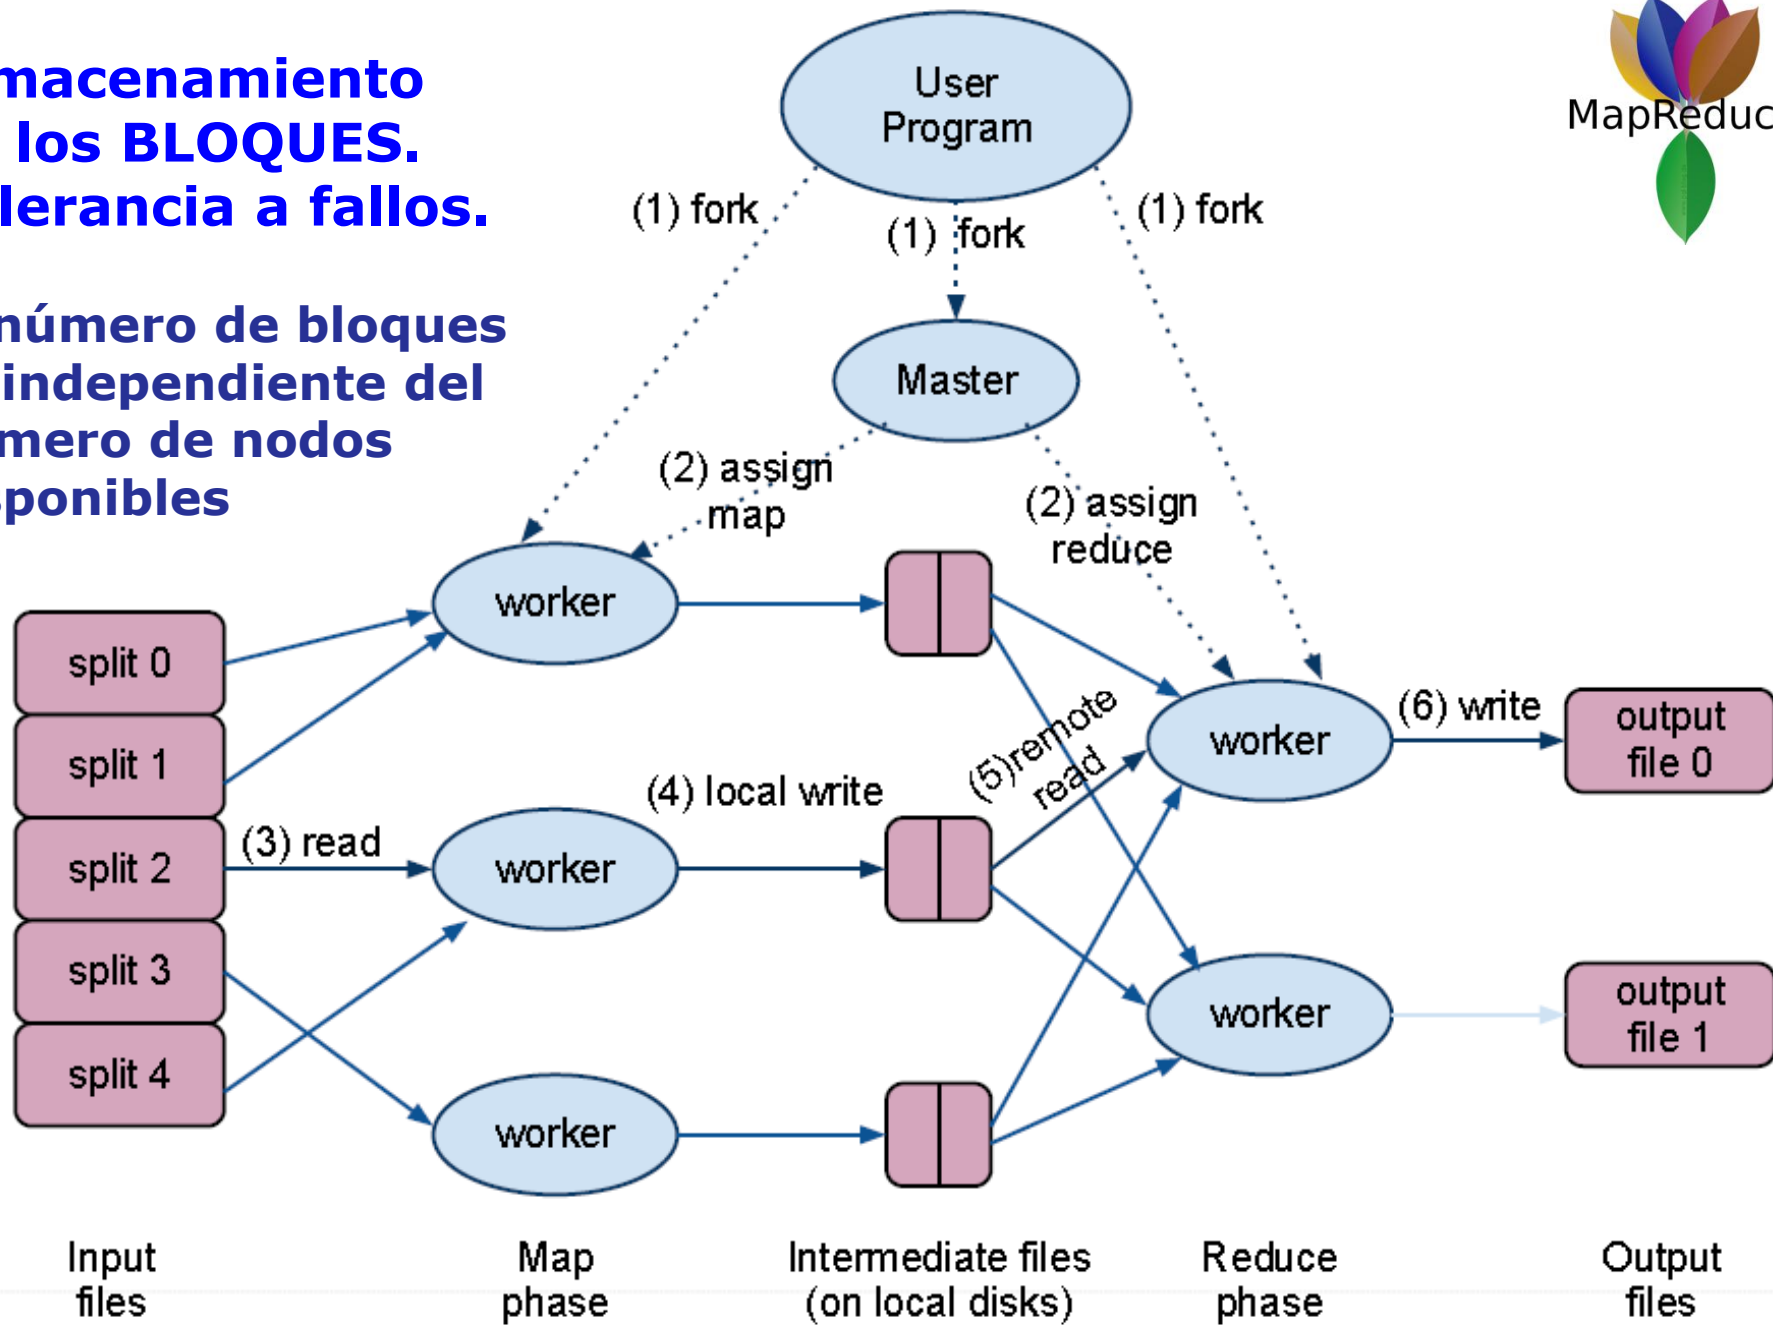 macenamiento
los BLOQUES.
lerancia a fallos.
número de bloques
independiente del
mero de nodos
sponibles
MapReduc
User
Program
(1) fork
(1) fork
(1) fork
Master
(2) assign
map
(2) assign
reduce
worker
split 0
split 1
split 2
split 3
split 4
(3) read
worker
(4) local write
worker
(5)remote
read
worker
(6) write
output
file 0
worker
output
file 1
Input
files
Map
phase
Intermediate files
(on local disks)
Reduce
phase
Output
files